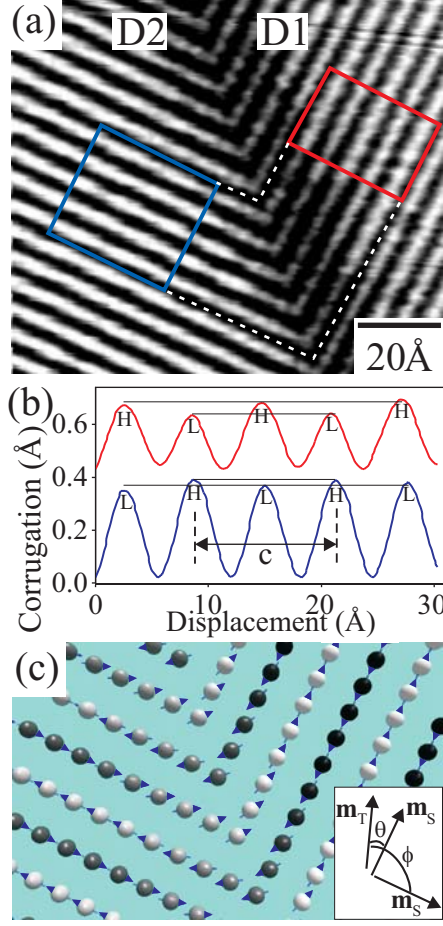 (a) D2 D1
20Å
(b)
Corrugation (Å)
0.6
0.4
0.2
0.0
H L H L H
L H L H L
c
0 10 20 30
Displacement (Å)
(c)
m_T θ m_S
ϕ
m_S